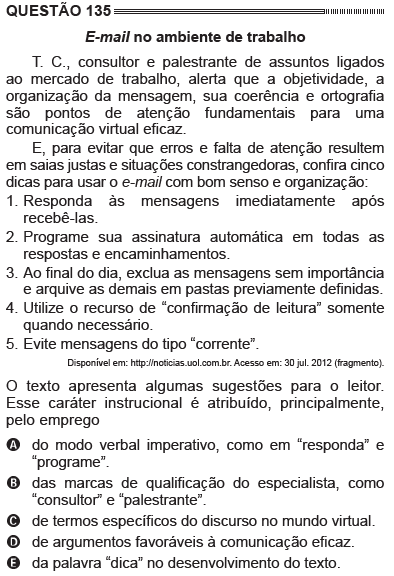 QUESTÃO 135
E-mail no ambiente de trabalho
T. C., consultor e palestrante de assuntos ligados
ao mercado de trabalho, alerta que a objetividade, a
organização da mensagem, sua coerência e ortografia
são pontos de atenção fundamentais para uma
comunicação virtual eficaz.
E, para evitar que erros e falta de atenção resultem
em saias justas e situações constrangedoras, confira cinco
dicas para usar o e-mail com bom senso e organização:
1. Responda às mensagens imediatamente após
recebê-las.
2. Programe sua assinatura automática em todas as
respostas e encaminhamentos.
3. Ao final do dia, exclua as mensagens sem importância
e arquive as demais em pastas previamente definidas.
4. Utilize o recurso de “confirmação de leitura” somente
quando necessário.
5. Evite mensagens do tipo “corrente”.
Disponível em: http://noticias.uol.com.br. Acesso em: 30 jul. 2012 (fragmento).
O texto apresenta algumas sugestões para o leitor.
Esse caráter instrucional é atribuído, principalmente,
pelo emprego
A do modo verbal imperativo, como em “responda” e
“programe”.
B das marcas de qualificação do especialista, como
“consultor” e “palestrante”.
C de termos específicos do discurso no mundo virtual.
D de argumentos favoráveis à comunicação eficaz.
E da palavra “dica” no desenvolvimento do texto.